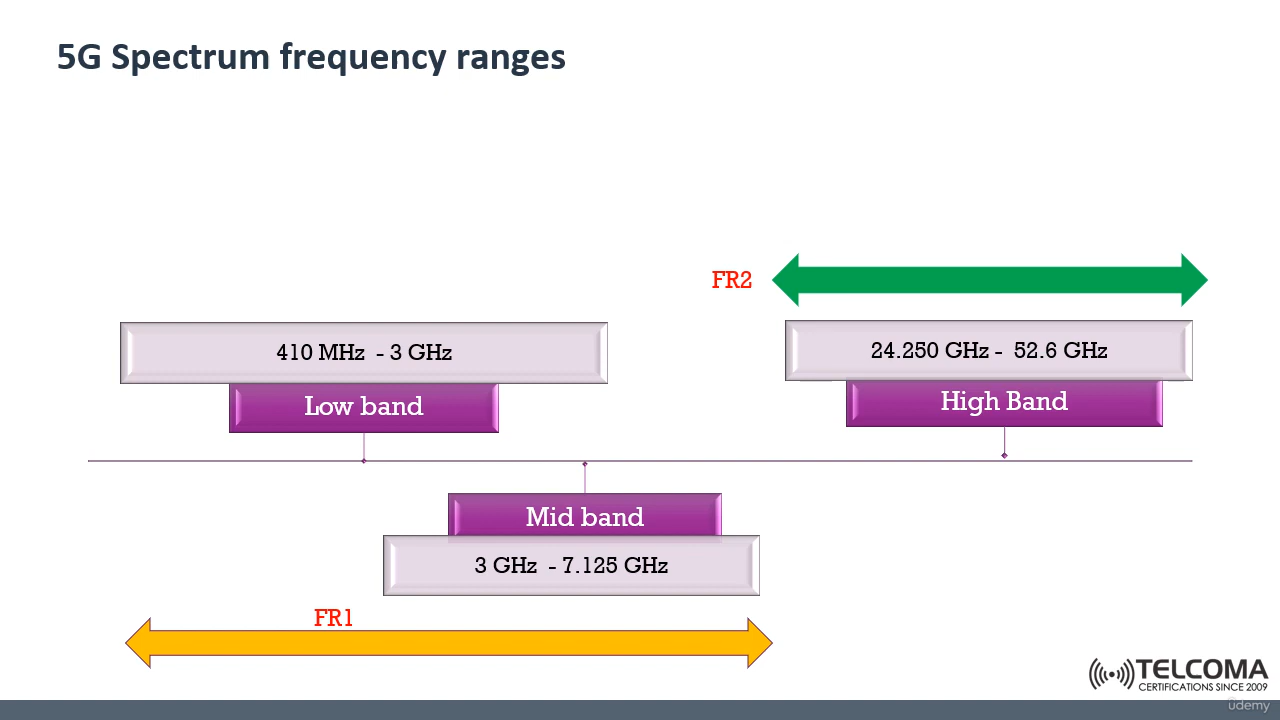 5G Spectrum frequency ranges
FR2
410 MHz - 3 GHz
24.250 GHz - 52.6 GHz
Low band
High Band
Mid band
3 GHz - 7.125 GHz
FR1
TELCOMA
CERTIFICATIONS SINCE 2009
udemy